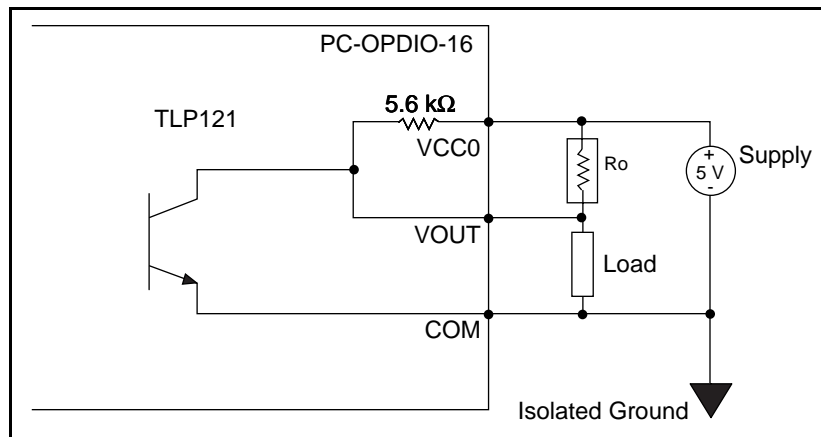 PC-OPDIO-16
TLP121
5.6 kΩ
VCC0
Ro
+
5 V
-
Supply
VOUT
Load
COM
Isolated Ground